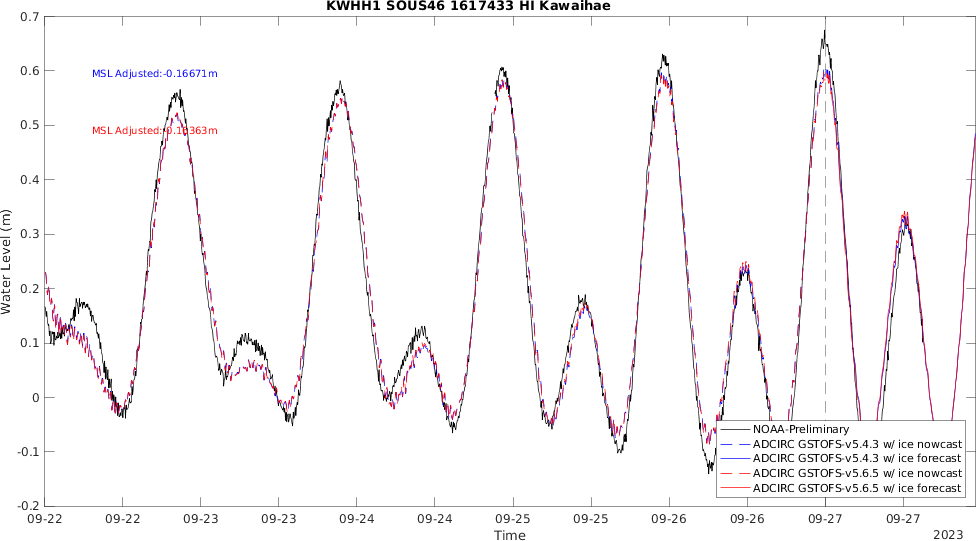 KWHH1 SOUS46 1617433 HI Kawaihae
0.7
0.6
0.5
0.4
0.3
0.2
0.1
0
-0.1
-0.2
Water Level (m)
MSL Adjusted:-0.16671m
MSL Adjusted:
NOAA-Preliminary
ADCIRC GSTOFS-v5.4.3 w/ ice nowcast
ADCIRC GSTOFS-v5.4.3 w/ ice forecast
ADCIRC GSTOFS-v5.6.5 w/ ice nowcast
ADCIRC GSTOFS-v5.6.5 w/ ice forecast
09-22 09-22 09-23 09-23 09-24 09-24 09-25 09-25 09-26 09-26 09-27 09-27
Time
2023